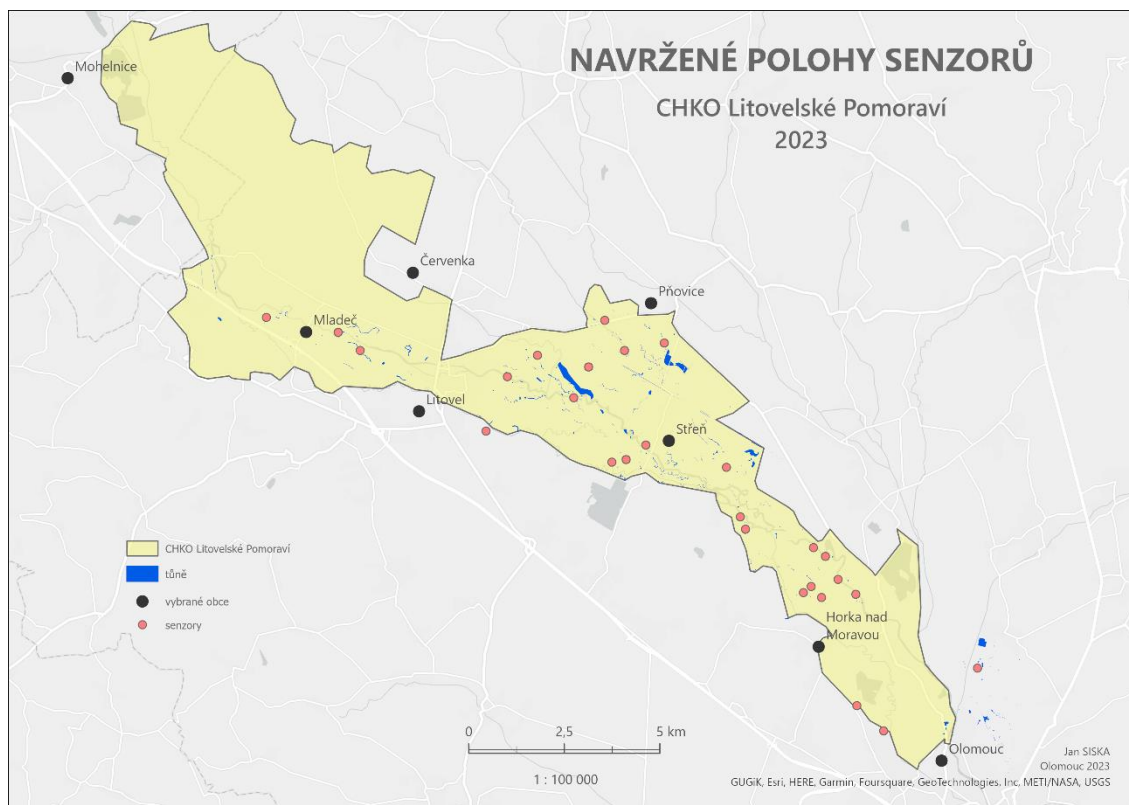 NAVRŽENÉ POLOHY SENZORŮ
CHKO Litovelské Pomoraví
2023
Mohelnice
Červenka
Pňovice
Mladeč
Litovel
Střeň
CHKO Litovelské Pomoraví
tůně
vybrané obce
senzory
Horka nad
Moravou
0 2,5 5 km
1 : 100 000
Olomouc
Jan SISKA
Olomouc 2023
GUGiK, Esri, HERE, Garmin, Foursquare, GeoTechnologies. Inc, METI/NASA, USGS